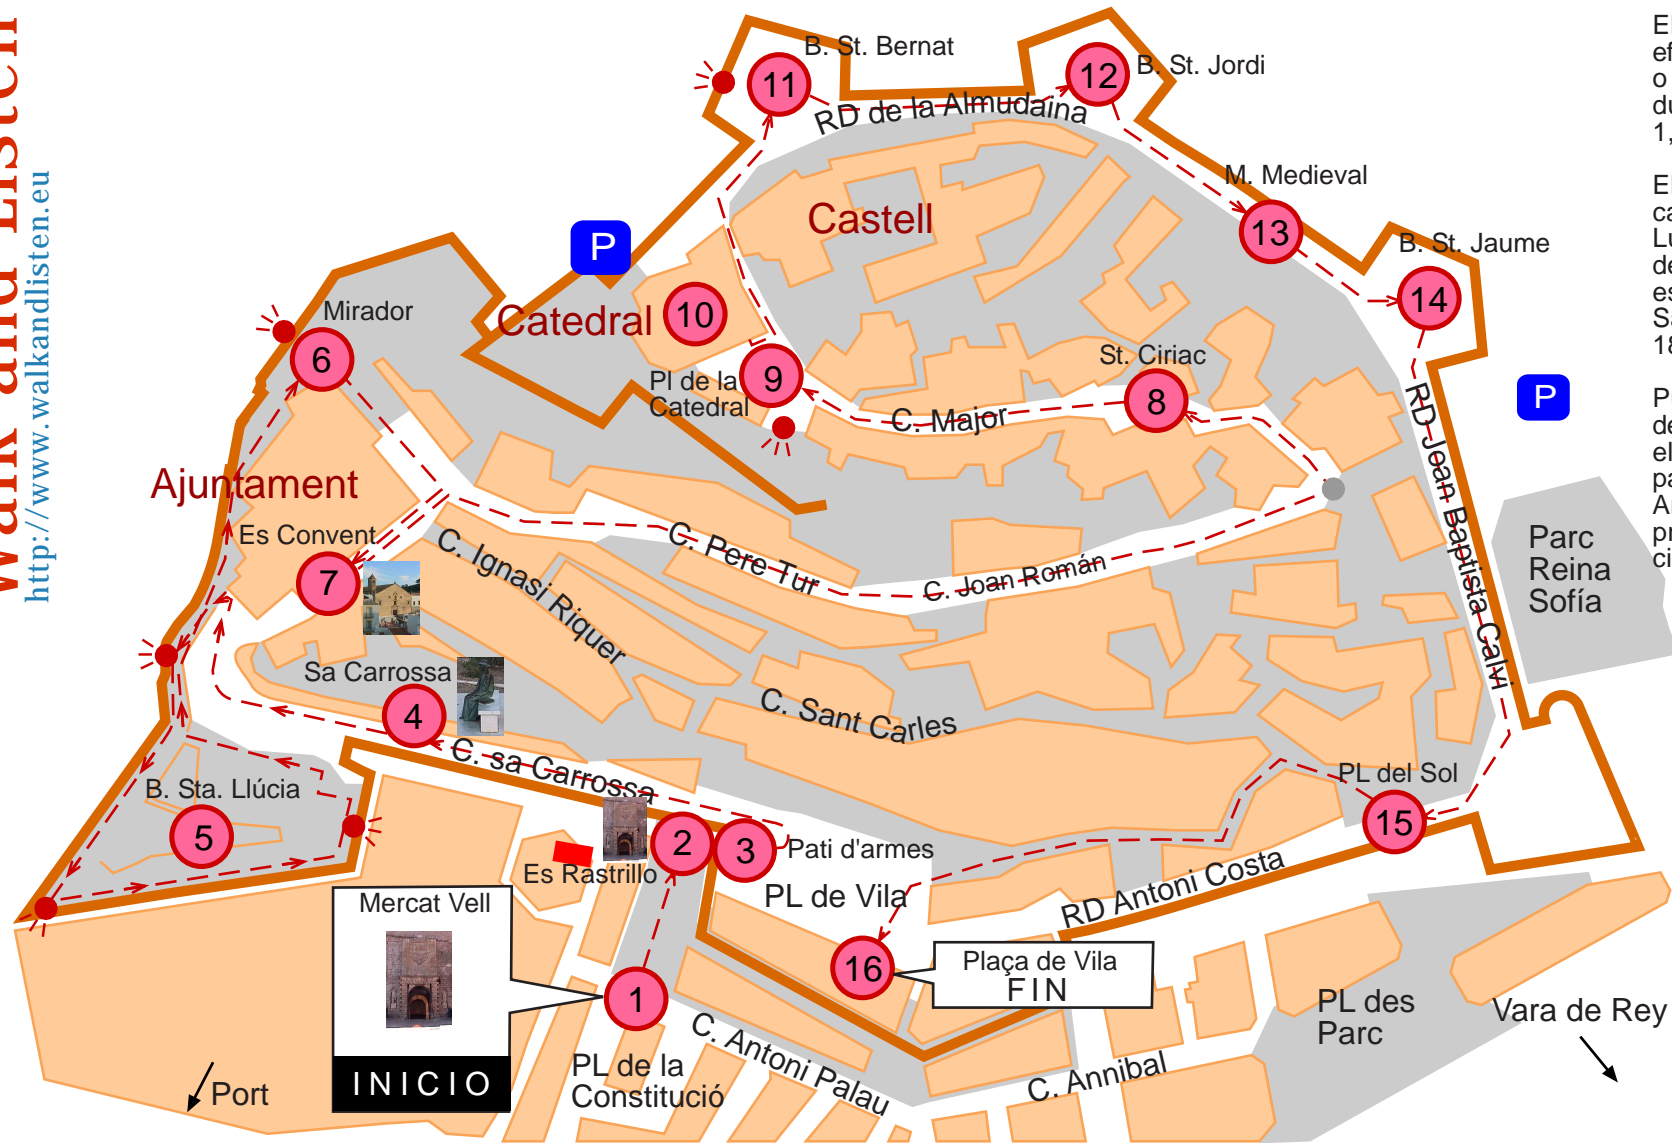 Walk and Listen
http://www.walkandlisten.eu
11
B. St. Bernat
12
B. St. Jordi
RD de la Almudaina
M. Medieval
13
B. St. Jaume
14
Castell
P
Catedral
10
Mirador
6
Pl de la
Catedral
9
St. Ciriac
8
C. Major
P
RD Joan Baptista Calvi
Ajuntament
Es Convent
7
C. Ignasi Riquer
C. Pere Tur
C. Joan Román
Parc
Reina
Sofía
Sa Carrossa
4
C. Sant Carles
C. sa Carrossa
B. Sta. Llúcia
5
PL del Sol
15
2
3
Pati d'armes
Es Rastrillo
PL de Vila
RD Antoni Costa
Mercat Vell
INICIO
1
16
Plaça de Vila
FIN
PL de la
Constitució
C. Antoni Palau
C. Annibal
PL des
Parc
Vara de Rey
Port